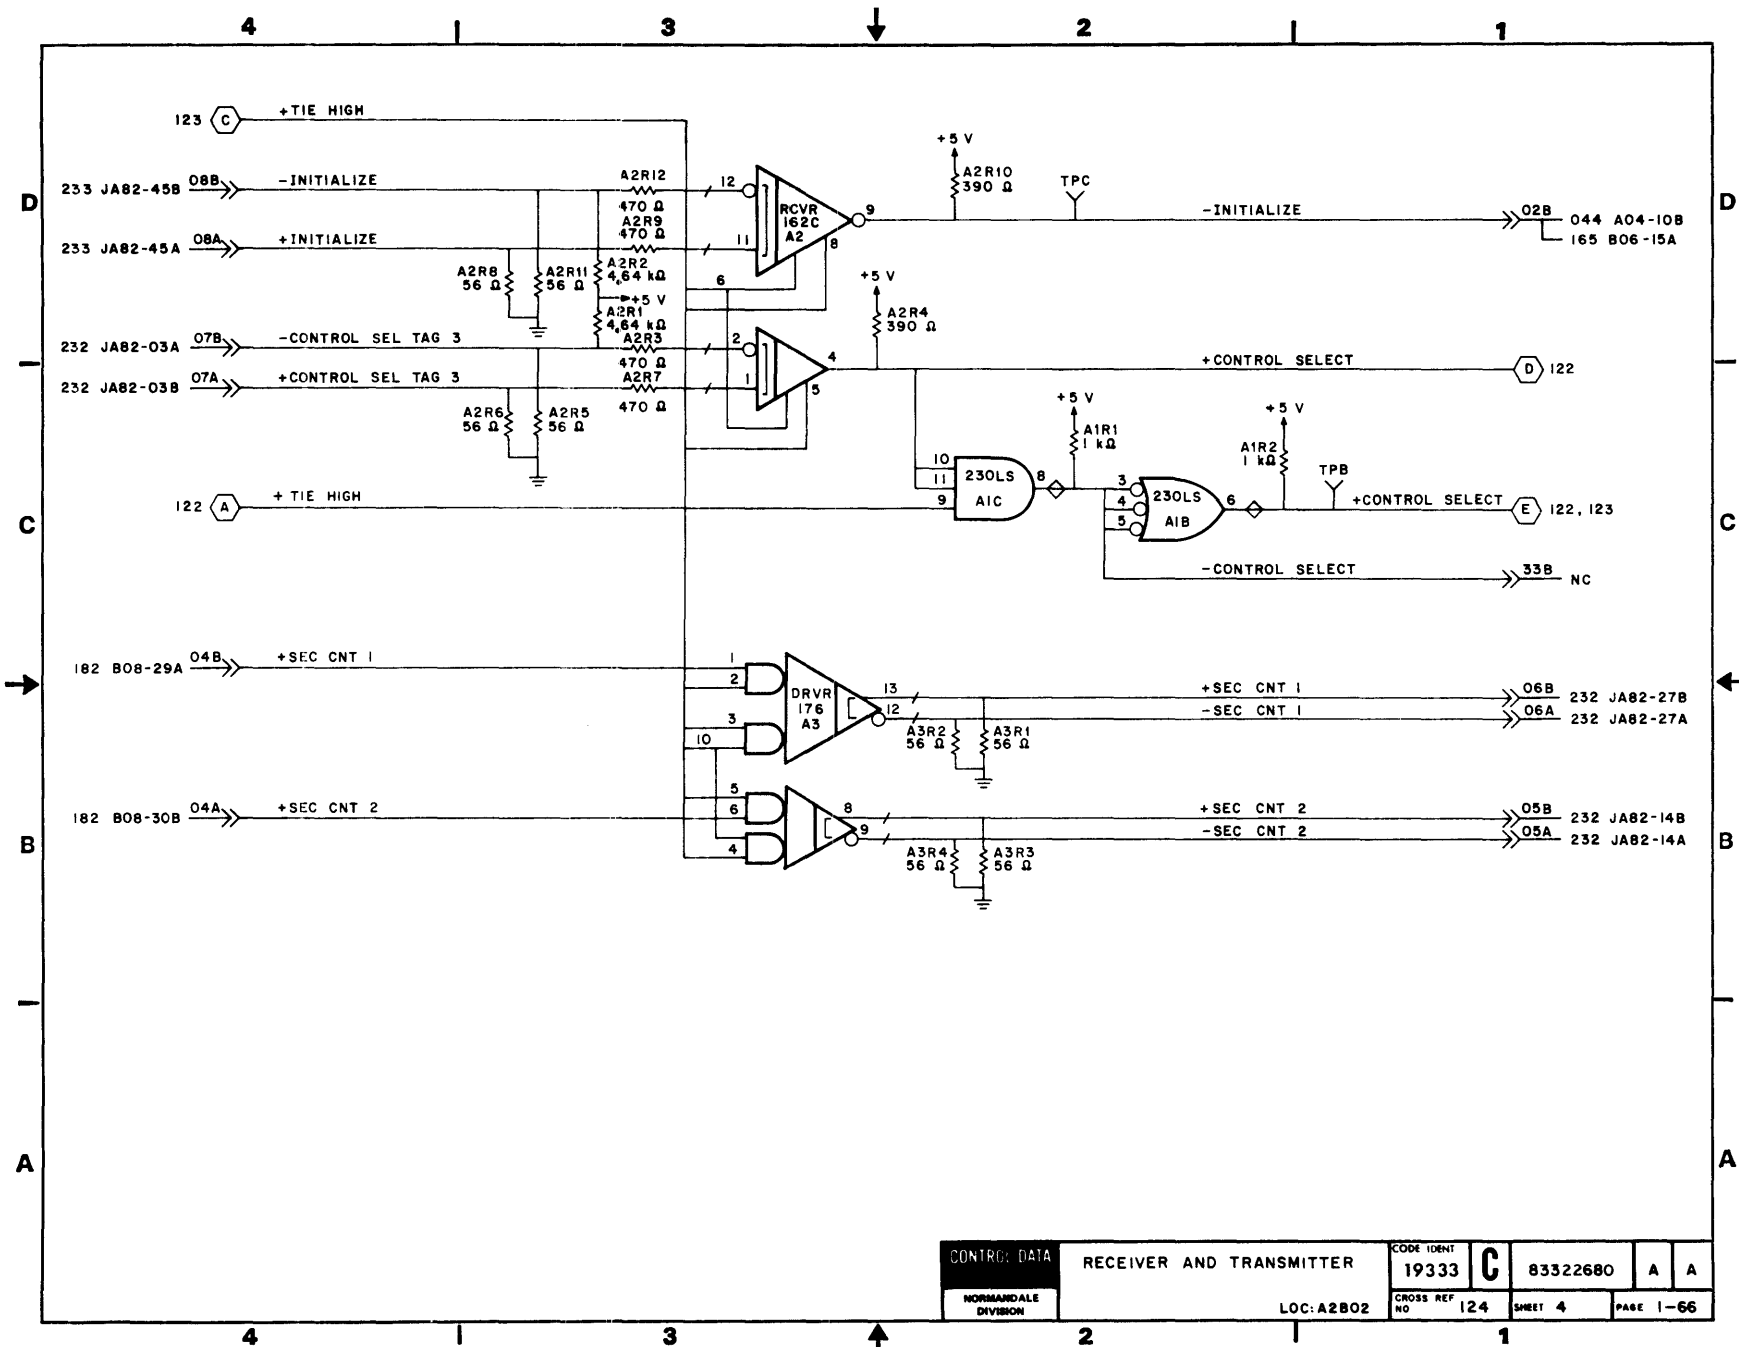 4 3 2 1
123 C +TIE HIGH
+5 V
A2R10
390 Ω
TPC
D
233 JA82-45B 08B -INITIALIZE
A2R12
470 Ω
12
RCVR
162C
A2
9
8
-INITIALIZE 02B 044 A04-10B
165 B06-15A
D
233 JA82-45A 08A +INITIALIZE
A2R9
470 Ω
11
A2R8
56 Ω
A2R11
56 Ω
A2R2
4.64 kΩ
+5 V
A2R1
4.64 kΩ
6
+5 V
A2R4
390 Ω
232 JA82-03A 07B -CONTROL SEL TAG 3
A2R3
470 Ω
2
4
+CONTROL SELECT D 122
232 JA82-03B 07A +CONTROL SEL TAG 3
A2R7
470 Ω
1
5
A2R6
56 Ω
A2R5
56 Ω
+5 V
A1R1
1 kΩ
+5 V
A1R2
1 kΩ
TPB
10
11
9
230LS
A1C
8
3
4
5
230LS
A1B
6
+CONTROL SELECT E 122, 123
C
122 A + TIE HIGH
C
-CONTROL SELECT 33B NC
182 B08-29A 04B +SEC CNT 1
1
2
3
10
DRVR
176
A3
13
12
+SEC CNT 1 06B 232 JA82-27B
-SEC CNT 1 06A 232 JA82-27A
A3R2
56 Ω
A3R1
56 Ω
B
182 B08-30B 04A +SEC CNT 2
5
6
4
8
9
+SEC CNT 2 05B 232 JA82-14B
-SEC CNT 2 05A 232 JA82-14A
A3R4
56 Ω
A3R3
56 Ω
B
A
A
CONTROL DATA
NORMANDALE
DIVISION
RECEIVER AND TRANSMITTER
LOC: A2B02
CODE IDENT
19333
C
83322680
A
A
CROSS REF
NO 124
SHEET 4
PAGE 1-66
4 3 2 1